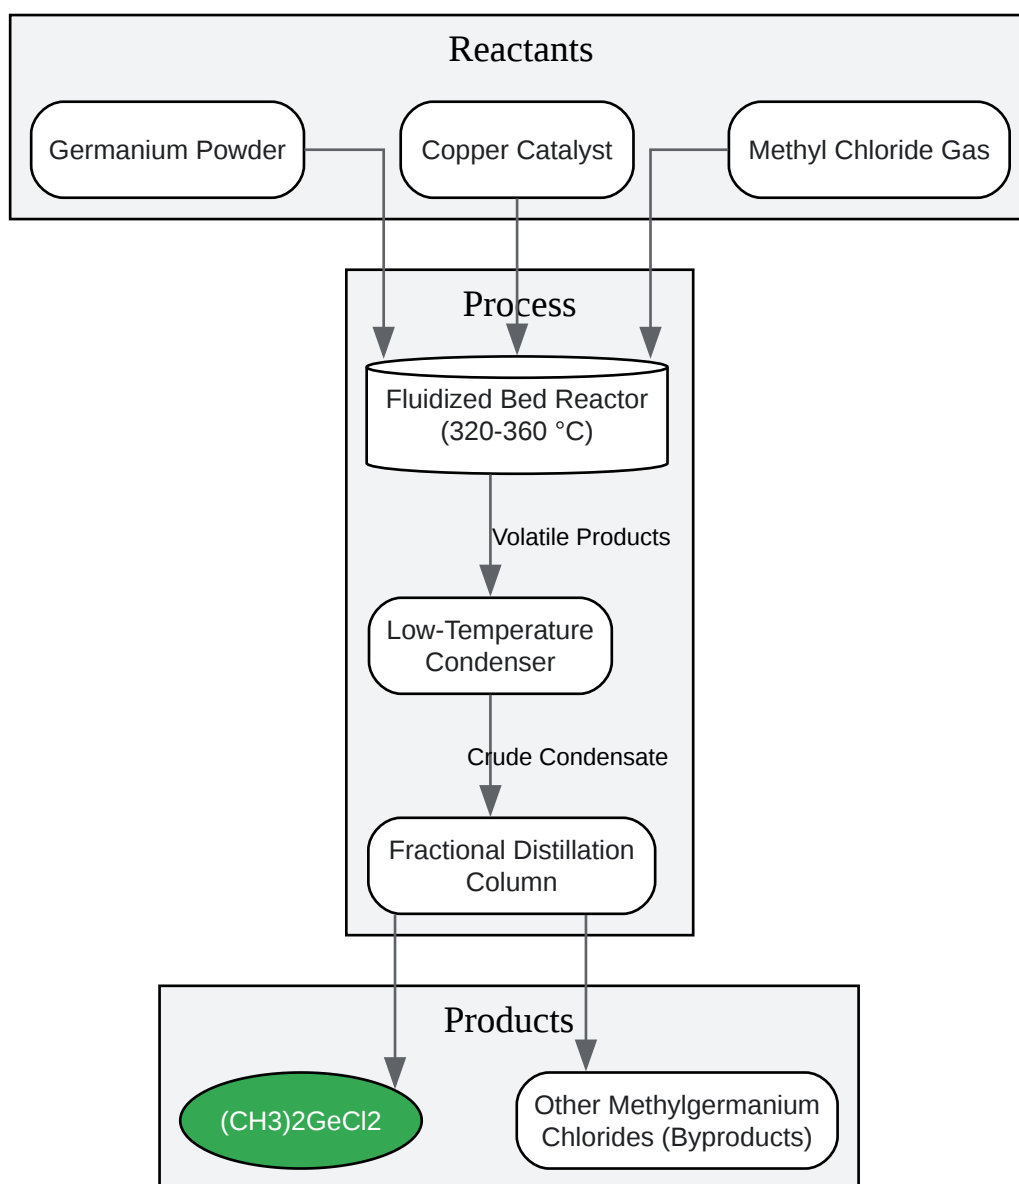 Reactants
Germanium Powder
Copper Catalyst
Methyl Chloride Gas
Process
Fluidized Bed Reactor
(320-360 °C)
Volatile Products
Low-Temperature
Condenser
Crude Condensate
Fractional Distillation
Column
Products
(CH3)2GeCl2
Other Methylgermanium
Chlorides (Byproducts)